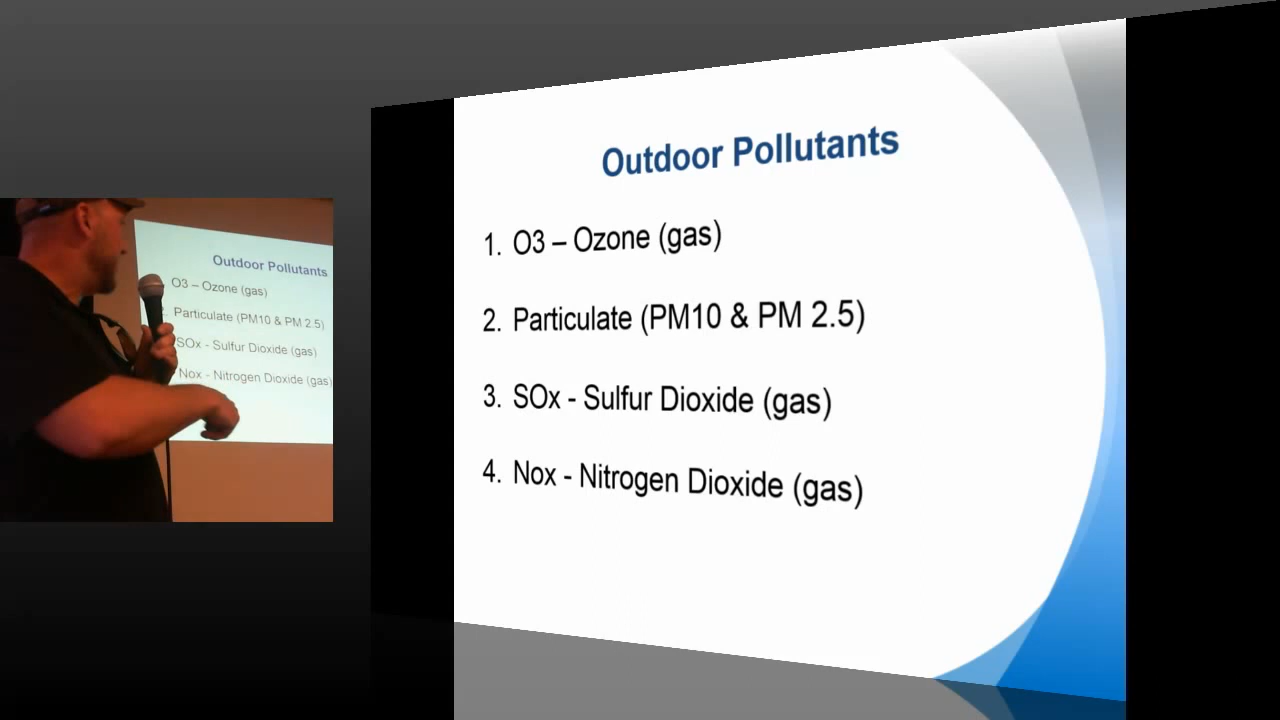 Outdoor Pollutants
1. O3 – Ozone (gas)
2. Particulate (PM10 & PM 2.5)
3. SOx - Sulfur Dioxide (gas)
4. Nox - Nitrogen Dioxide (gas)
Outdoor Pollutants
O3 – Ozone (gas)
Particulate (PM10 & PM 2.5)
SOx - Sulfur Dioxide (gas)
Nox - Nitrogen Dioxide (gas)